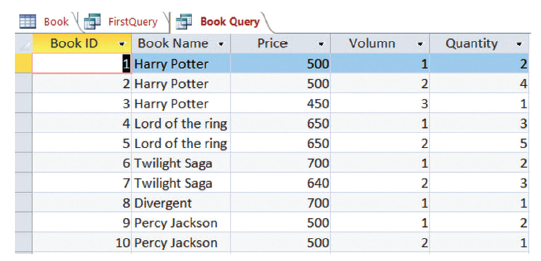 Book FirstQuery Book Query
Book ID Book Name Price Volumn Quantity
1 Harry Potter 500 1 2
2 Harry Potter 500 2 4
3 Harry Potter 450 3 1
4 Lord of the ring 650 1 3
5 Lord of the ring 650 2 5
6 Twilight Saga 700 1 2
7 Twilight Saga 640 2 3
8 Divergent 700 1 1
9 Percy Jackson 500 1 2
10 Percy Jackson 500 2 1